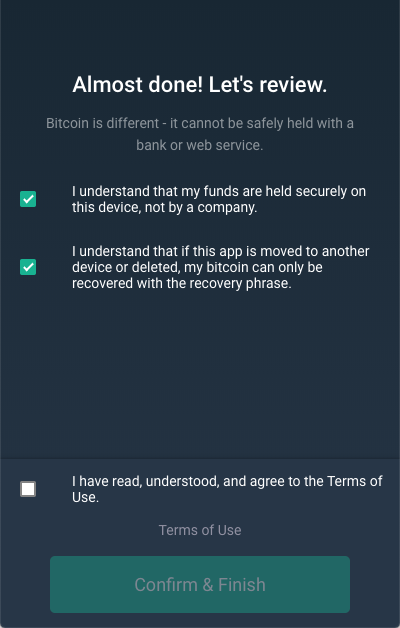 Almost done! Let's review.
Bitcoin is different - it cannot be safely held with a
bank or web service.
I understand that my funds are held securely on
this device, not by a company.
I understand that if this app is moved to another
device or deleted, my bitcoin can only be
recovered with the recovery phrase.
I have read, understood, and agree to the Terms of
Use.
Terms of Use
Confirm & Finish